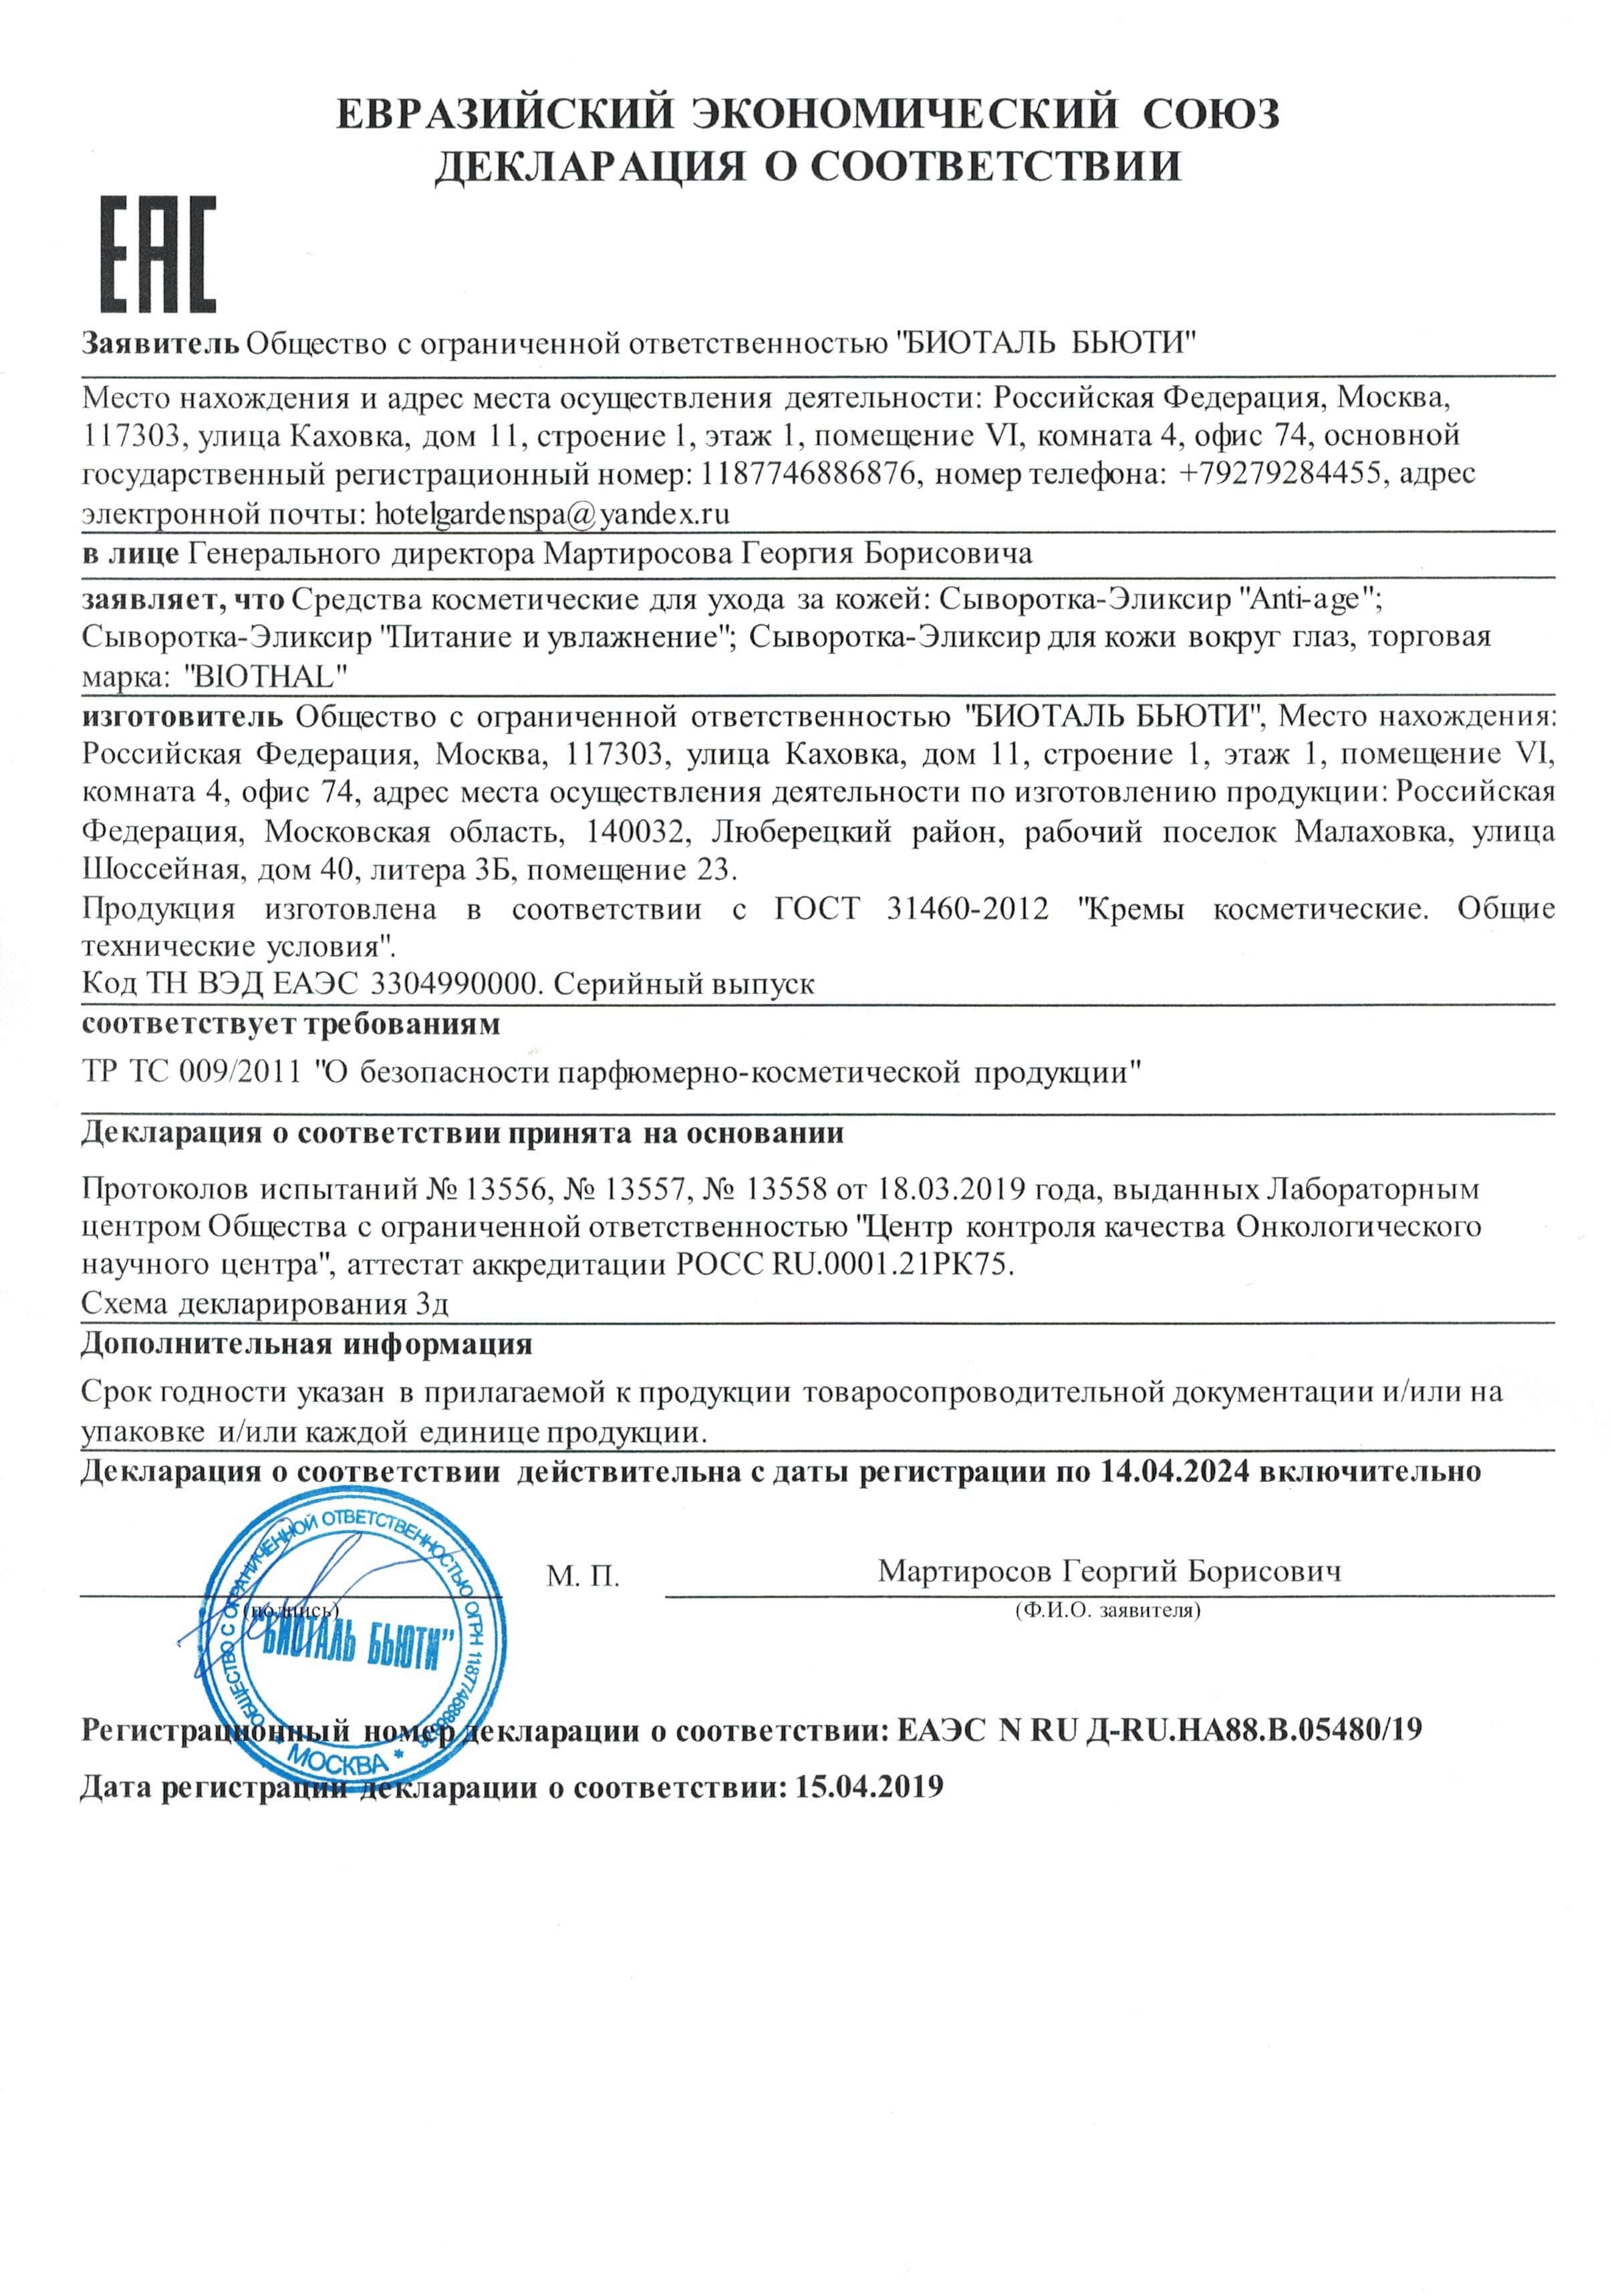 ЕВРАЗИЙСКИЙ ЭКОНОМИЧЕСКИЙ СОЮЗ
ДЕКЛАРАЦИЯ О СООТВЕТСТВИИ
ЕАС
Заявитель Общество с ограниченной ответственностью "БИОТАЛЬ БЬЮТИ"
Место нахождения и адрес места осуществления деятельности: Российская Федерация, Москва,
117303, улица Каховка, дом 11, строение 1, этаж 1, помещение VI, комната 4, офис 74, основной
государственный регистрационный номер: 1187746886876, номер телефона: +79279284455, адрес
электронной почты: hotelgardenspa@yandex.ru
в лице Генерального директора Мартиросова Георгия Борисовича
заявляет, что Средства косметические для ухода за кожей: Сыворотка-Эликсир "Anti-age";
Сыворотка-Эликсир "Питание и увлажнение"; Сыворотка-Эликсир для кожи вокруг глаз, торговая
марка: "BIOTHAL"
изготовитель Общество с ограниченной ответственностью "БИОТАЛЬ БЬЮТИ", Место нахождения:
Российская Федерация, Москва, 117303, улица Каховка, дом 11, строение 1, этаж 1, помещение VI,
комната 4, офис 74, адрес места осуществления деятельности по изготовлению продукции: Российская
Федерация, Московская область, 140032, Люберецкий район, рабочий поселок Малаховка, улица
Шоссейная, дом 40, литера 3Б, помещение 23.
Продукция изготовлена в соответствии с ГОСТ 31460-2012 "Кремы косметические. Общие
технические условия".
Код ТН ВЭД ЕАЭС 3304990000. Серийный выпуск
соответствует требованиям
ТР ТС 009/2011 "О безопасности парфюмерно-косметической продукции"
Декларация о соответствии принята на основании
Протоколов испытаний № 13556, № 13557, № 13558 от 18.03.2019 года, выданных Лабораторным
центром Общества с ограниченной ответственностью "Центр контроля качества Онкологического
научного центра", аттестат аккредитации РОСС RU.0001.21РК75.
Схема декларирования 3д
Дополнительная информация
Срок годности указан в прилагаемой к продукции товаросопроводительной документации и/или на
упаковке и/или каждой единице продукции.
Декларация о соответствии действительна с даты регистрации по 14.04.2024 включительно
М. П.
Мартиросов Георгий Борисович
(подпись)
(Ф.И.О. заявителя)
ОБЩЕСТВО С ОГРАНИЧЕННОЙ ОТВЕТСТВЕННОСТЬЮ ОГРН 1187746886876
"БИОТАЛЬ БЬЮТИ"
* МОСКВА *
Регистрационный номер декларации о соответствии: ЕАЭС N RU Д-RU.НА88.В.05480/19
Дата регистрации декларации о соответствии: 15.04.2019